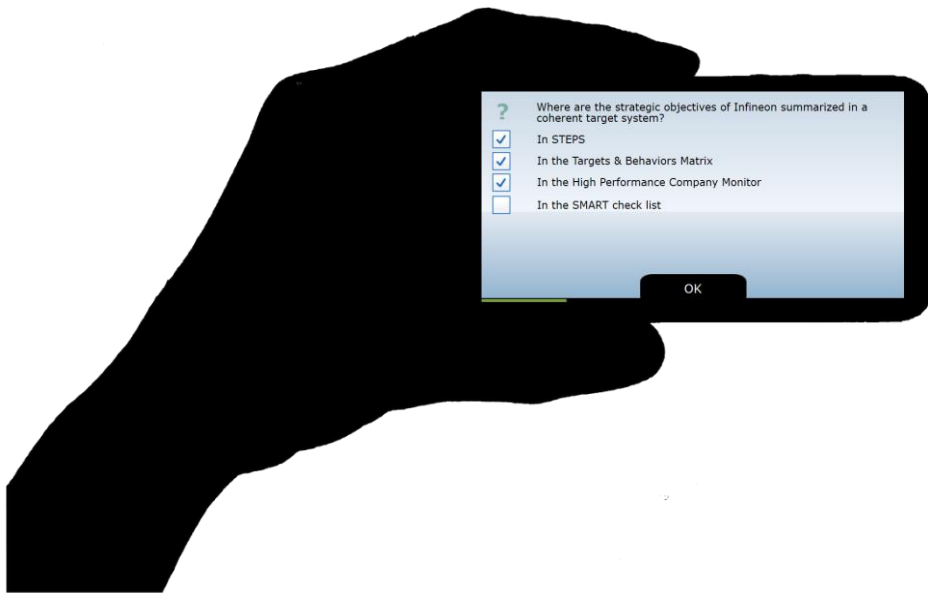 ?
Where are the strategic objectives of Infineon summarized in a
coherent target system?
In STEPS
In the Targets & Behaviors Matrix
In the High Performance Company Monitor
In the SMART check list
OK